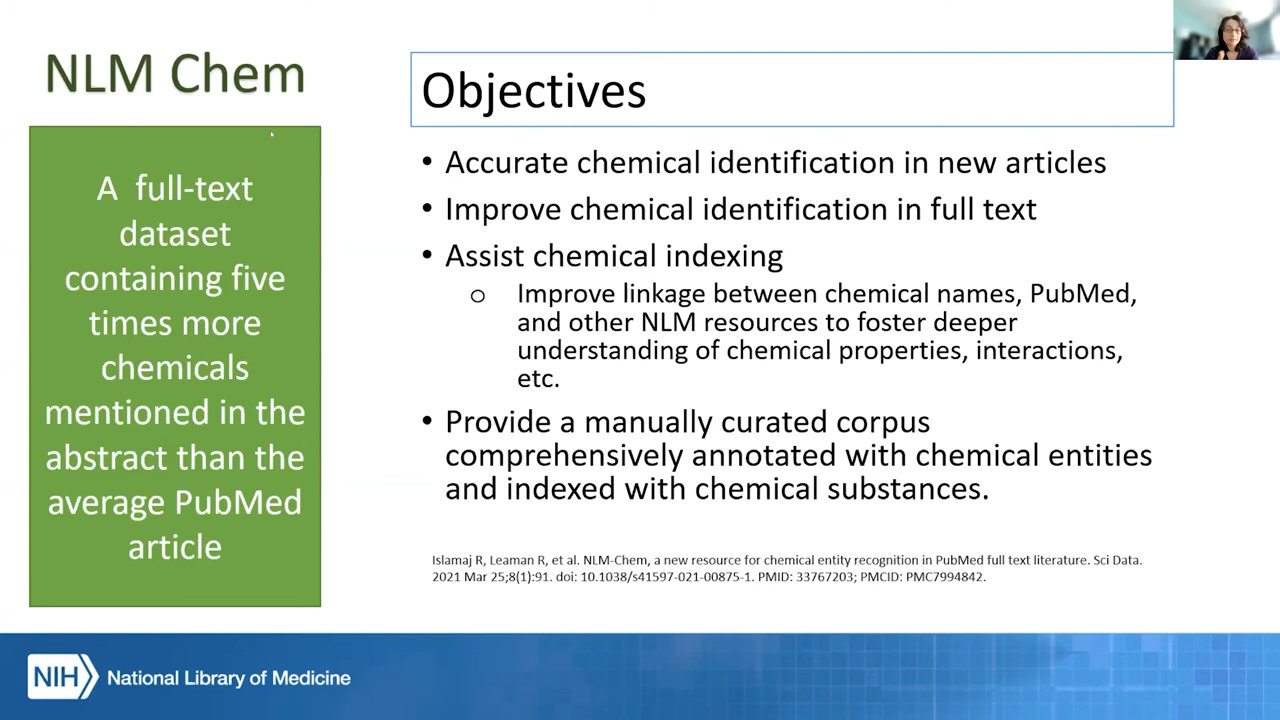 NLM Chem
A full-text
dataset
containing five
times more
chemicals
mentioned in the
abstract than the
average PubMed
article
Objectives
• Accurate chemical identification in new articles
• Improve chemical identification in full text
• Assist chemical indexing
o Improve linkage between chemical names, PubMed,
and other NLM resources to foster deeper
understanding of chemical properties, interactions,
etc.
• Provide a manually curated corpus
comprehensively annotated with chemical entities
and indexed with chemical substances.
Islamaj R, Leaman R, et al. NLM-Chem, a new resource for chemical entity recognition in PubMed full text literature. Sci Data.
2021 Mar 25;8(1):91. doi: 10.1038/s41597-021-00875-1. PMID: 33767203; PMCID: PMC7994842.
NIH National Library of Medicine